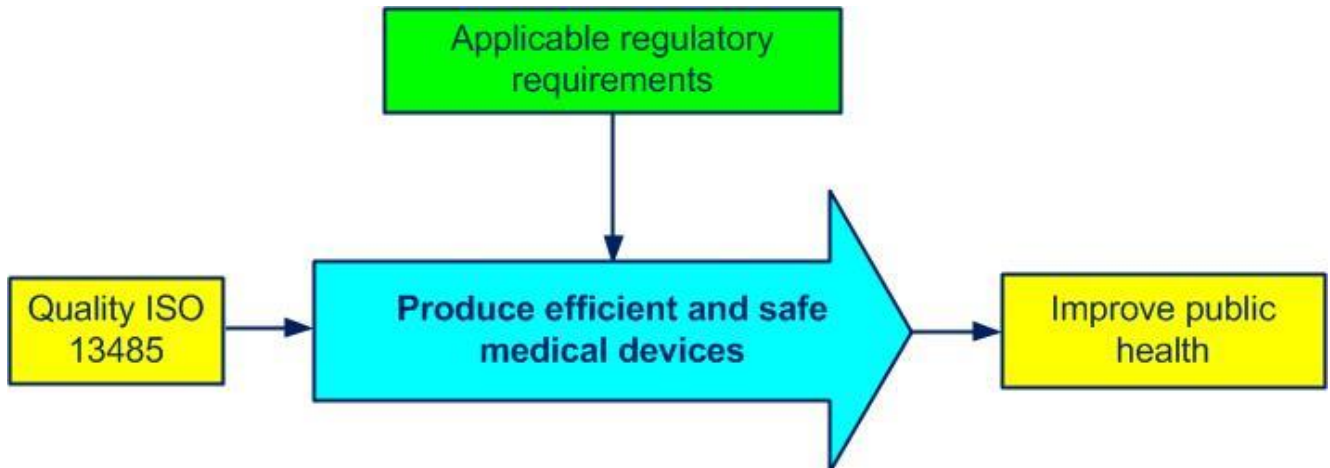 Applicable regulatory
requirements
Quality ISO
13485
Produce efficient and safe
medical devices
Improve public
health